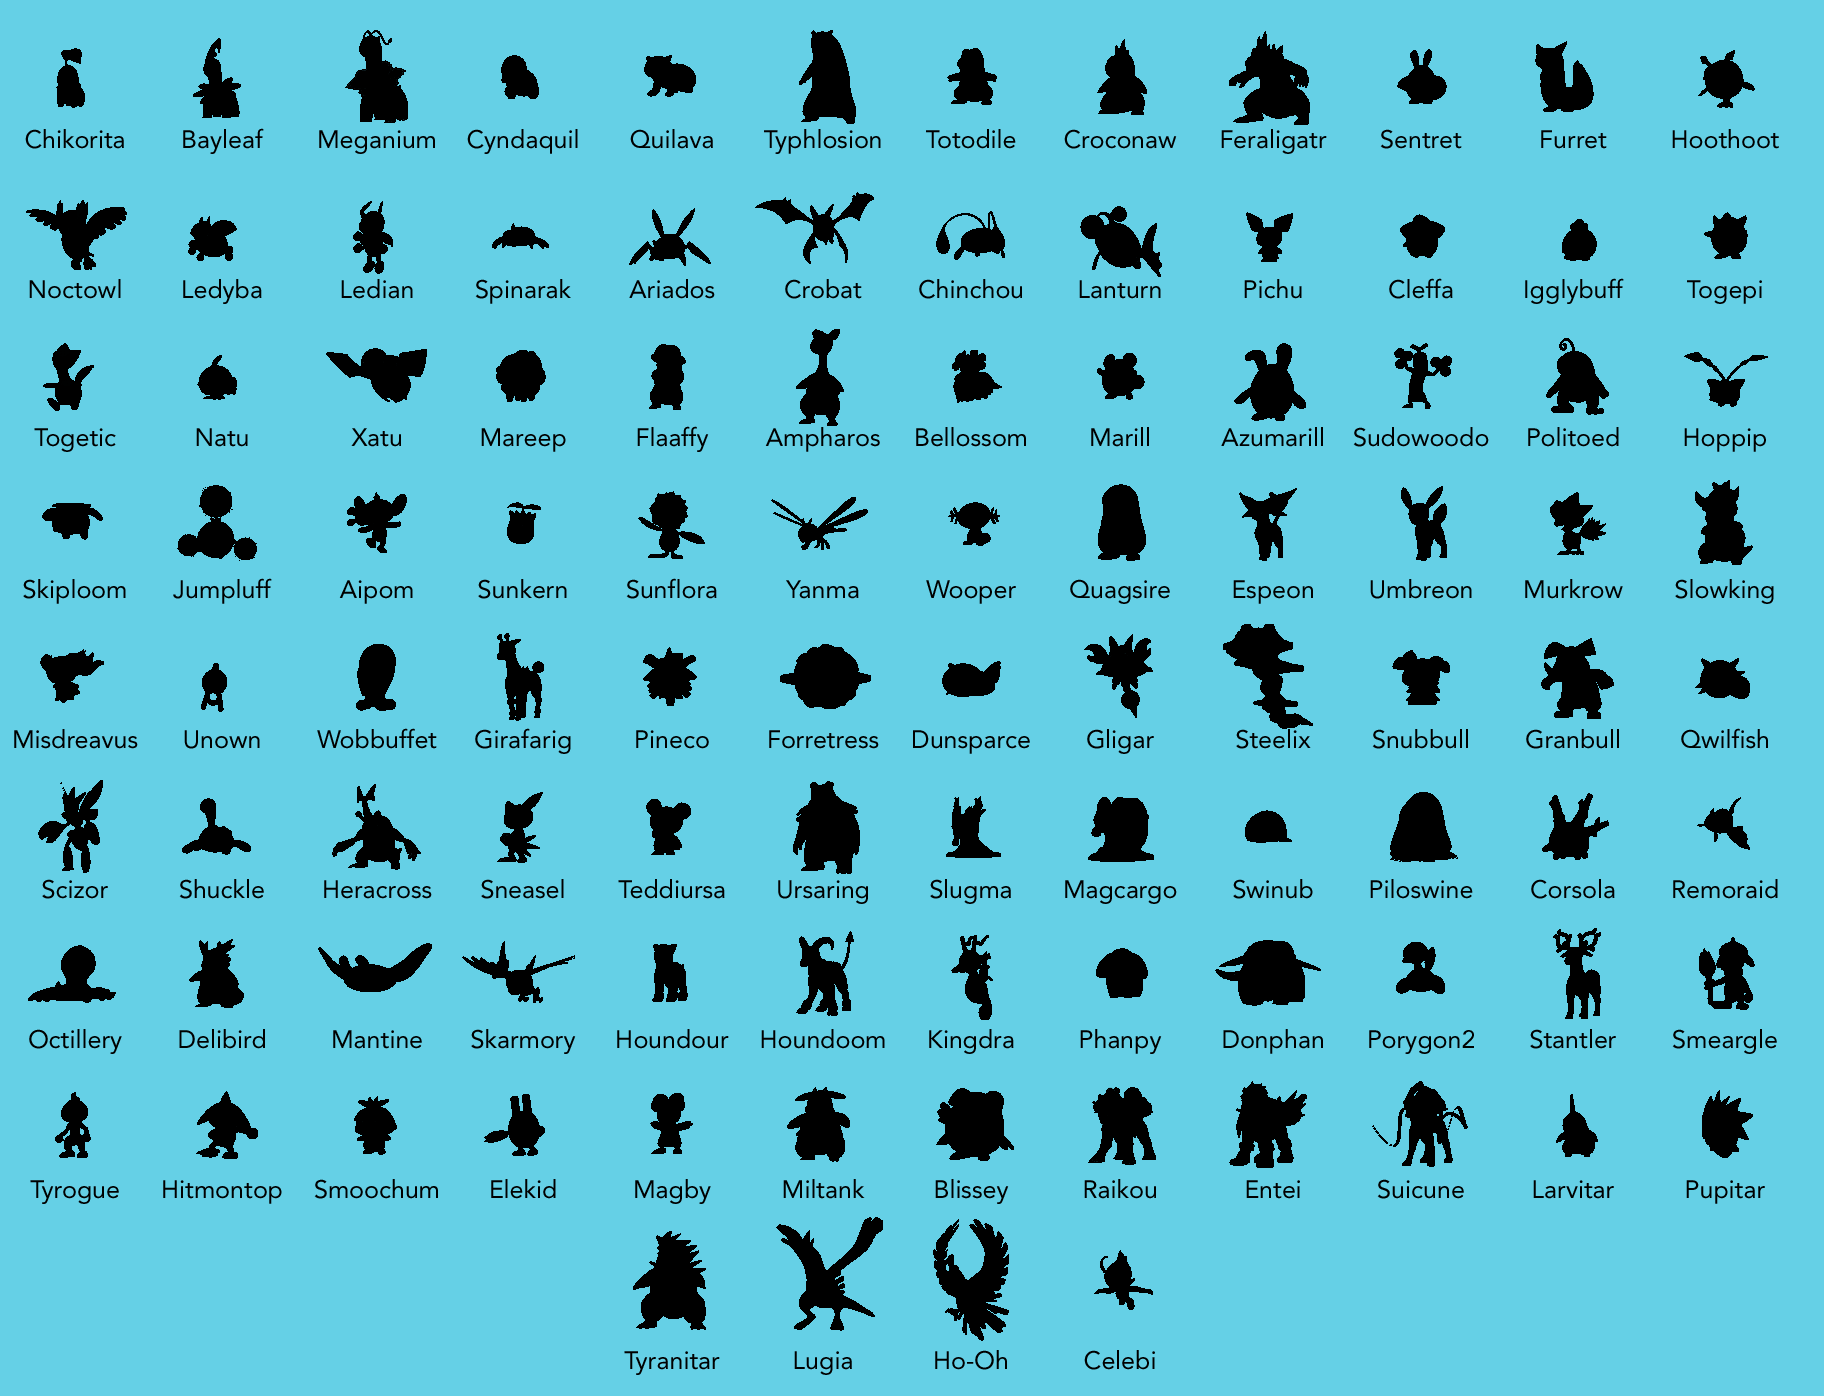 Chikorita Bayleaf Meganium Cyndaquil Quilava Typhlosion Totodile Croconaw Feraligatr Sentret Furret Hoothoot
Noctowl Ledyba Ledian Spinarak Ariados Crobat Chinchou Lanturn Pichu Cleffa Igglybuff Togepi
Togetic Natu Xatu Mareep Flaaffy Ampharos Bellossom Marill Azumarill Sudowoodo Politoed Hoppip
Skiploom Jumpluff Aipom Sunkern Sunflora Yanma Wooper Quagsire Espeon Umbreon Murkrow Slowking
Misdreavus Unown Wobbuffet Girafarig Pineco Forretress Dunsparce Gligar Steelix Snubbull Granbull Qwilfish
Scizor Shuckle Heracross Sneasel Teddiursa Ursaring Slugma Magcargo Swinub Piloswine Corsola Remoraid
Octillery Delibird Mantine Skarmory Houndour Houndoom Kingdra Phanpy Donphan Porygon2 Stantler Smeargle
Tyrogue Hitmontop Smoochum Elekid Magby Miltank Blissey Raikou Entei Suicune Larvitar Pupitar
Tyranitar Lugia Ho-Oh Celebi